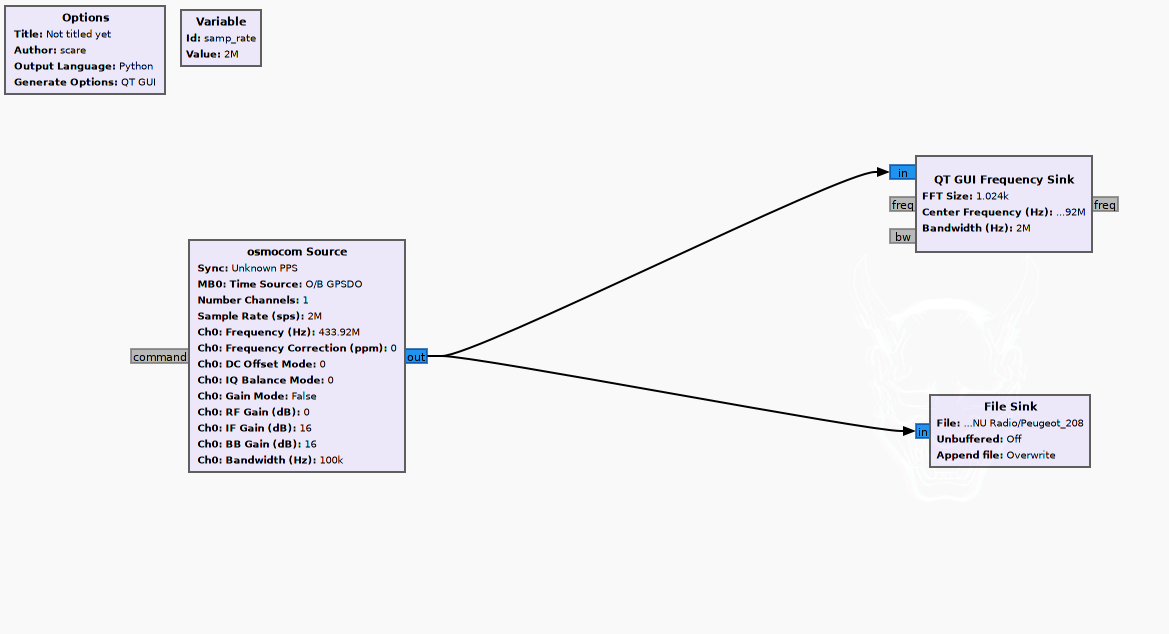 Options
Title: Not titled yet
Author: scare
Output Language: Python
Generate Options: QT GUI
Variable
Id: samp_rate
Value: 2M
QT GUI Frequency Sink
FFT Size: 1.024k
Center Frequency (Hz): ...92M
Bandwidth (Hz): 2M
in
freq
bw
freq
osmocom Source
Sync: Unknown PPS
MB0: Time Source: O/B GPSDO
Number Channels: 1
Sample Rate (sps): 2M
Ch0: Frequency (Hz): 433.92M
Ch0: Frequency Correction (ppm): 0
Ch0: DC Offset Mode: 0
Ch0: IQ Balance Mode: 0
Ch0: Gain Mode: False
Ch0: RF Gain (dB): 0
Ch0: IF Gain (dB): 16
Ch0: BB Gain (dB): 16
Ch0: Bandwidth (Hz): 100k
command
out
File Sink
File: ...NU Radio/Peugeot_208
Unbuffered: Off
Append file: Overwrite
in